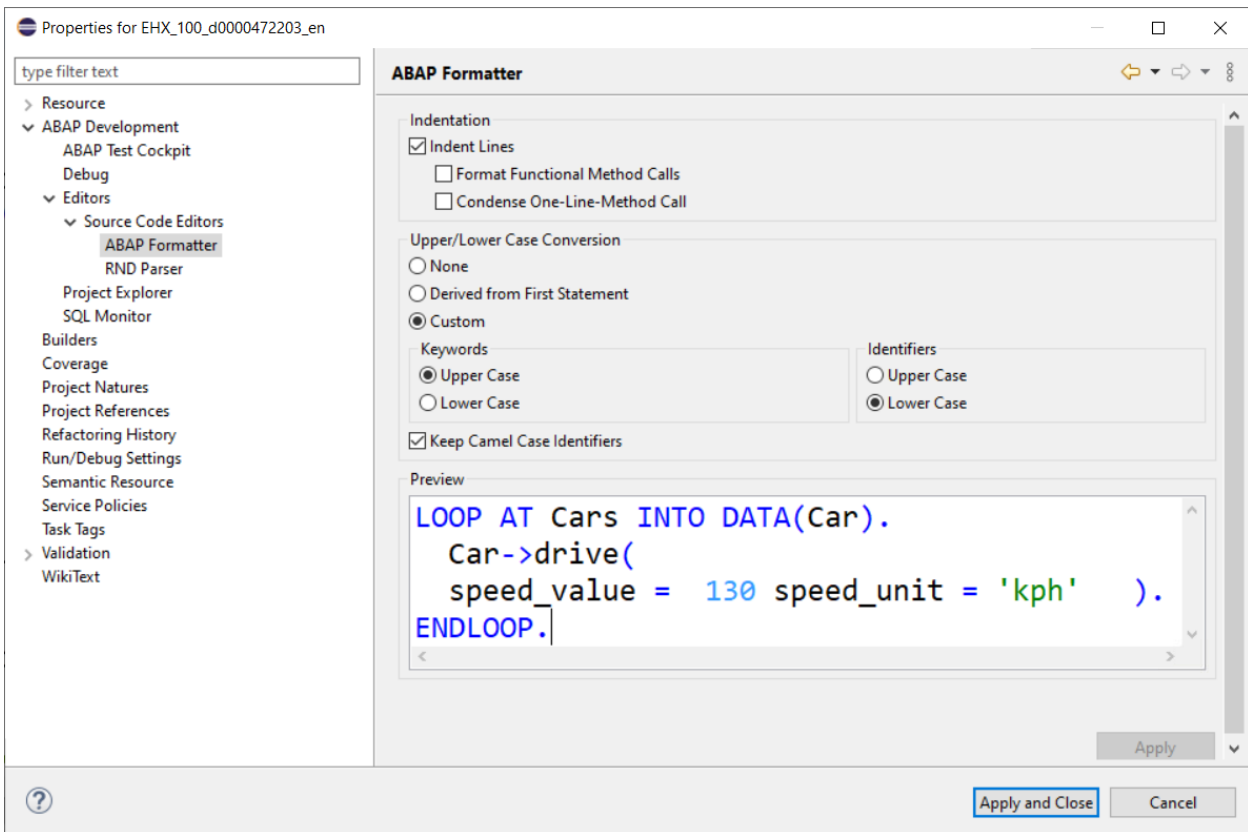 Properties for EHX_100_d0000472203_en
type filter text
Resource
ABAP Development
ABAP Test Cockpit
Debug
Editors
Source Code Editors
ABAP Formatter
RND Parser
Project Explorer
SQL Monitor
Builders
Coverage
Project Natures
Project References
Refactoring History
Run/Debug Settings
Semantic Resource
Service Policies
Task Tags
Validation
WikiText
ABAP Formatter
Indentation
Indent Lines
Format Functional Method Calls
Condense One-Line-Method Call
Upper/Lower Case Conversion
None
Derived from First Statement
Custom
Keywords
Upper Case
Lower Case
Identifiers
Upper Case
Lower Case
Keep Camel Case Identifiers
Preview
LOOP AT Cars INTO DATA(Car).
  Car->drive(
  speed_value =  130 speed_unit = 'kph'   ).
ENDLOOP.
Apply
?
Apply and Close
Cancel